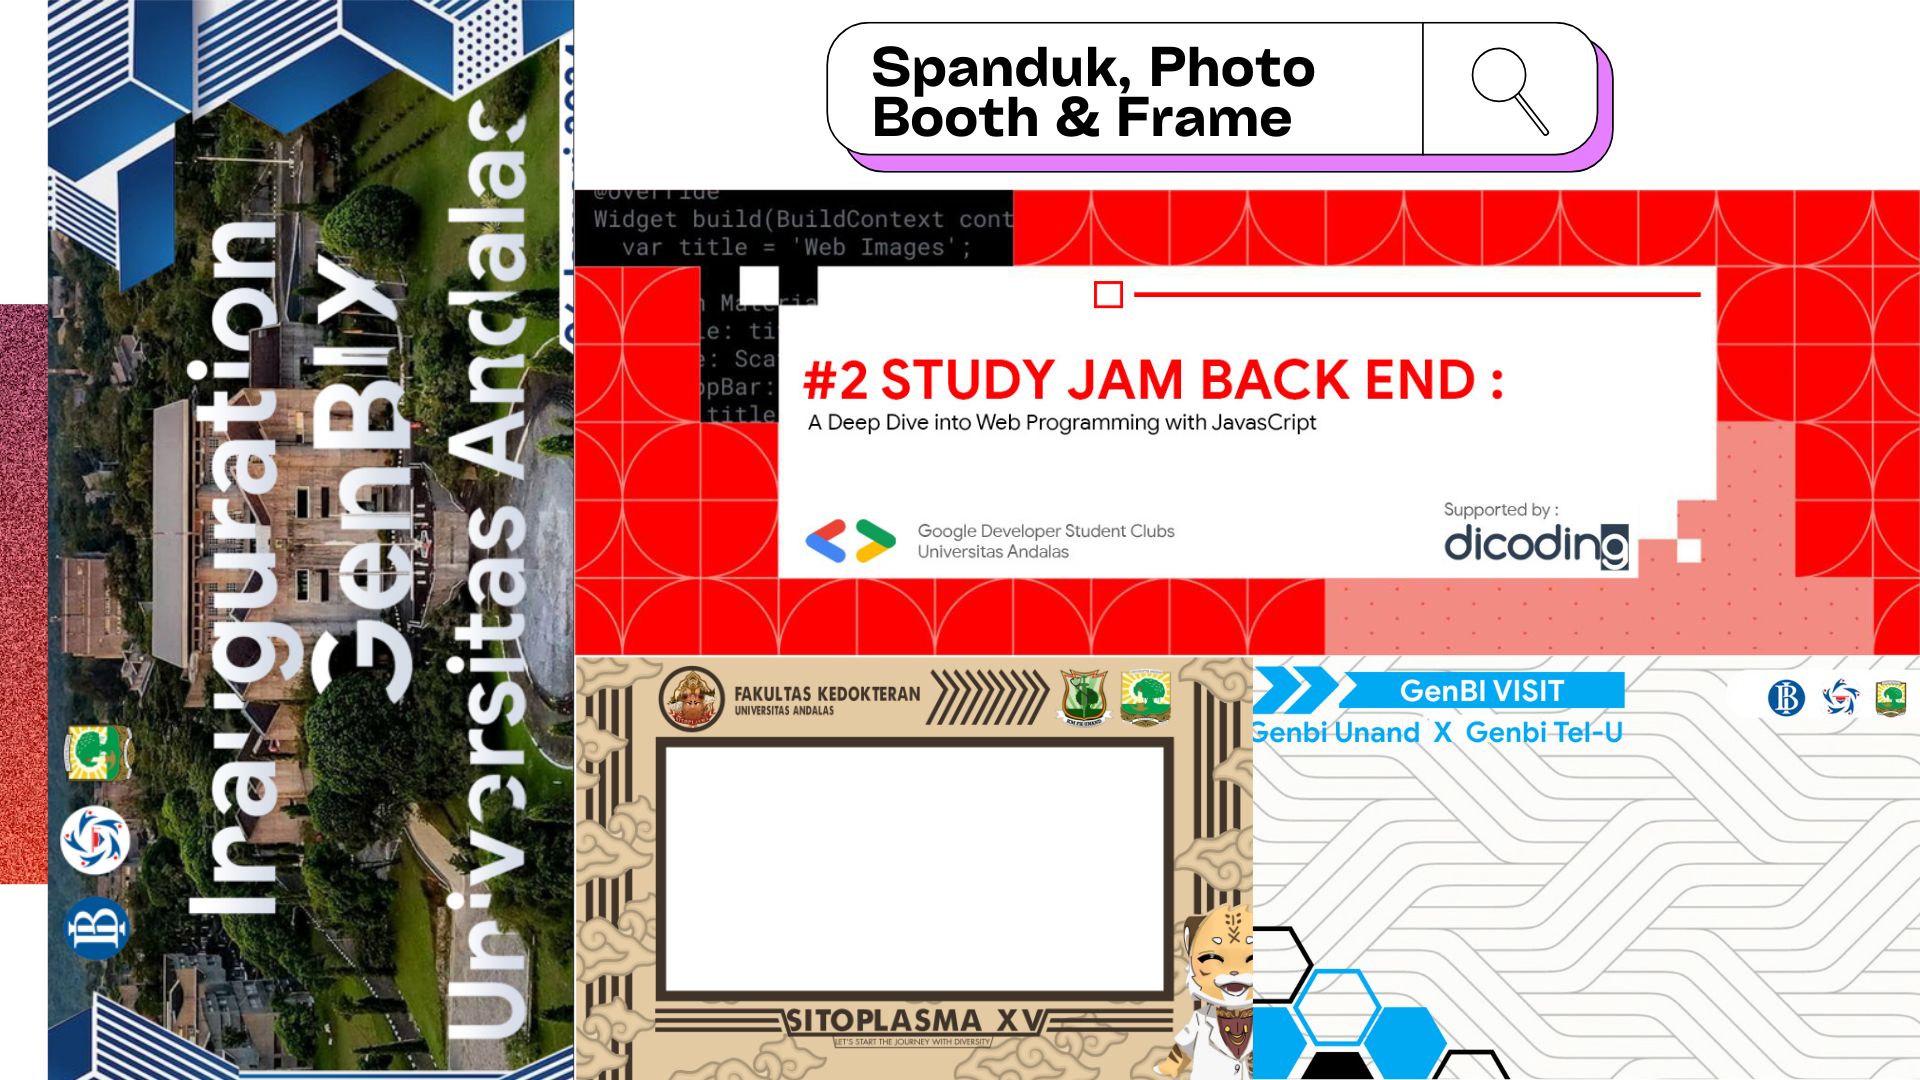 Spanduk, Photo
Booth & Frame
Inauguration
GenBI
Universitas Andalas
Widget build(BuildContext cont
var title = 'Web Images';
#2 STUDY JAM BACK END :
A Deep Dive into Web Programming with JavasCript
Google Developer Student Clubs
Universitas Andalas
Supported by :
dicoding
FAKULTAS KEDOKTERAN
UNIVERSITAS ANDALAS
SITOPLASMA XV
LET'S START THE JOURNEY WITH DIVERSITY
GenBI VISIT
Genbi Unand X Genbi Tel-U